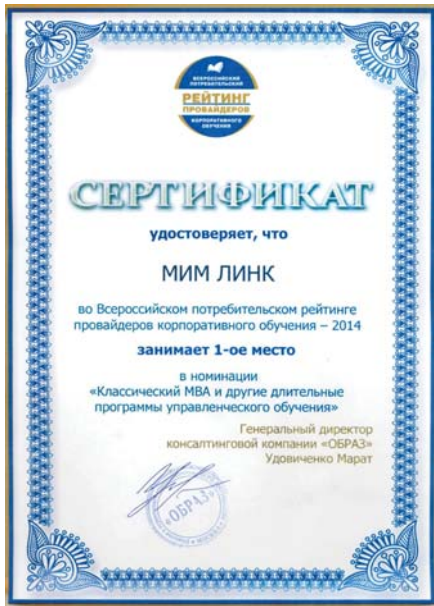 ВСЕРОССИЙСКИЙ
ПОТРЕБИТЕЛЬСКИЙ
РЕЙТИНГ
ПРОВАЙДЕРОВ
КОРПОРАТИВНОГО
ОБУЧЕНИЯ
СЕРТИФИКАТ
удостоверяет, что
МИМ ЛИНК
во Всероссийском потребительском рейтинге
провайдеров корпоративного обучения – 2014
занимает 1-ое место
в номинации
«Классический МВА и другие длительные
программы управленческого обучения»
Генеральный директор
консалтинговой компании «ОБРАЗ»
Удовиченко Марат
«ОБРАЗ»